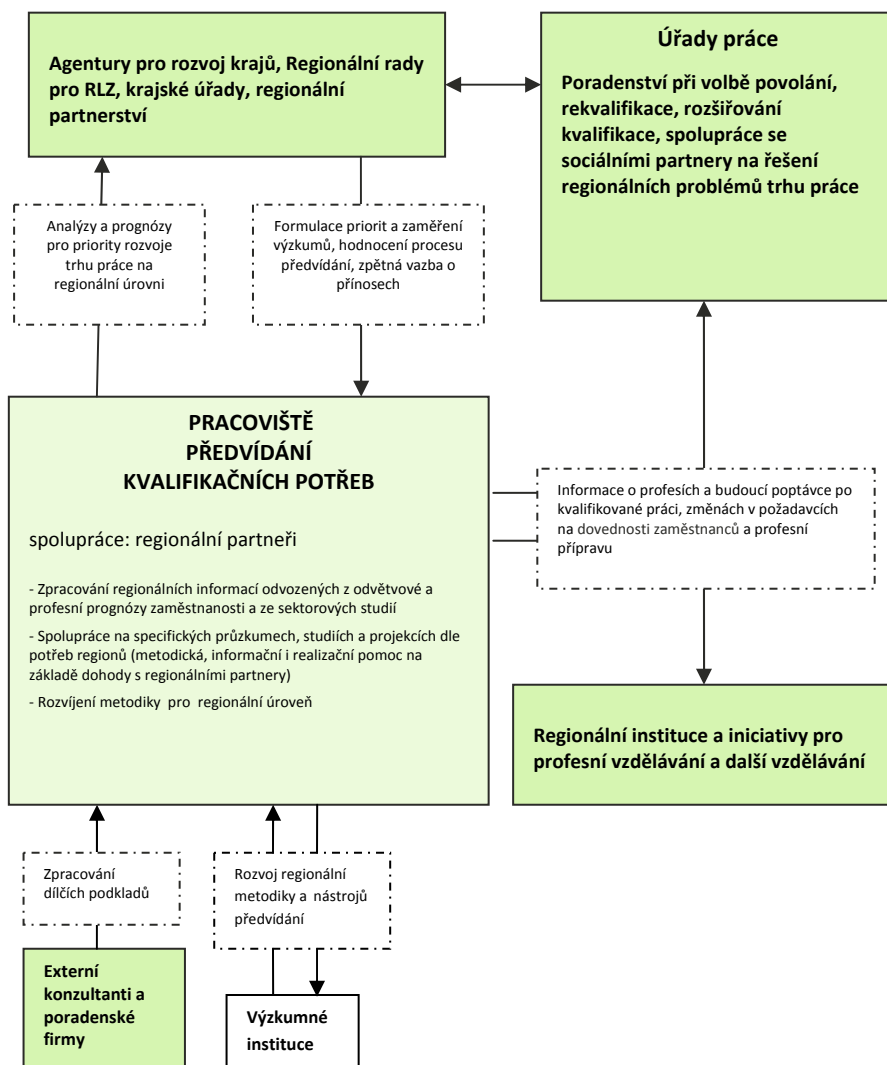 Agentury pro rozvoj krajů, Regionální rady
pro RLZ, krajské úřady, regionální
partnerství
Úřady práce
Poradenství při volbě povolání,
rekvalifikace, rozšiřování
kvalifikace, spolupráce se
sociálními partnery na řešení
regionálních problémů trhu práce
Analýzy a prognózy
pro priority rozvoje
trhu práce na
regionální úrovni
Formulace priorit a zaměření
výzkumů, hodnocení procesu
předvídání, zpětná vazba o
přínosech
PRACOVIŠTĚ
PŘEDVÍDÁNÍ
KVALIFIKAČNÍCH POTŘEB
spolupráce: regionální partneři
- Zpracování regionálních informací odvozených z odvětvové a
profesní prognózy zaměstnanosti a ze sektorových studií
- Spolupráce na specifických průzkumech, studiích a projekcích dle
potřeb regionů (metodická, informační i realizační pomoc na
základě dohody s regionálními partnery)
- Rozvíjení metodiky pro regionální úroveň
Informace o profesích a budoucí poptávce po
kvalifikované práci, změnách v požadavcích
na dovednosti zaměstnanců a profesní
přípravu
Regionální instituce a iniciativy pro
profesní vzdělávání a další vzdělávání
Zpracování
dílčích podkladů
Rozvoj regionální
metodiky a nástrojů
předvídání
Externí
konzultanti a
poradenské
firmy
Výzkumné
instituce